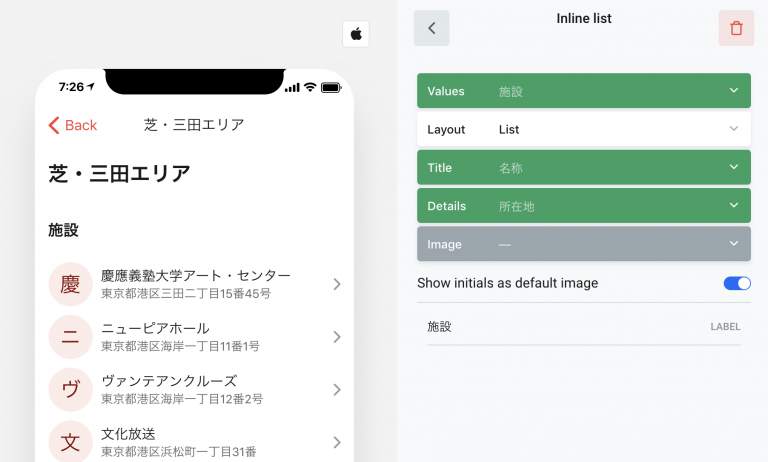 7:26
Back
芝・三田エリア
芝・三田エリア
施設
慶
慶應義塾大学アート・センター
東京都港区三田二丁目15番45号
ニ
ニューピアホール
東京都港区海岸一丁目11番1号
ヴ
ヴァンテアンクルーズ
東京都港区海岸一丁目12番2号
文
文化放送
東京都港区浜松町一丁目31番
Inline list
Values 施設
Layout List
Title 名称
Details 所在地
Image —
Show initials as default image
施設 LABEL